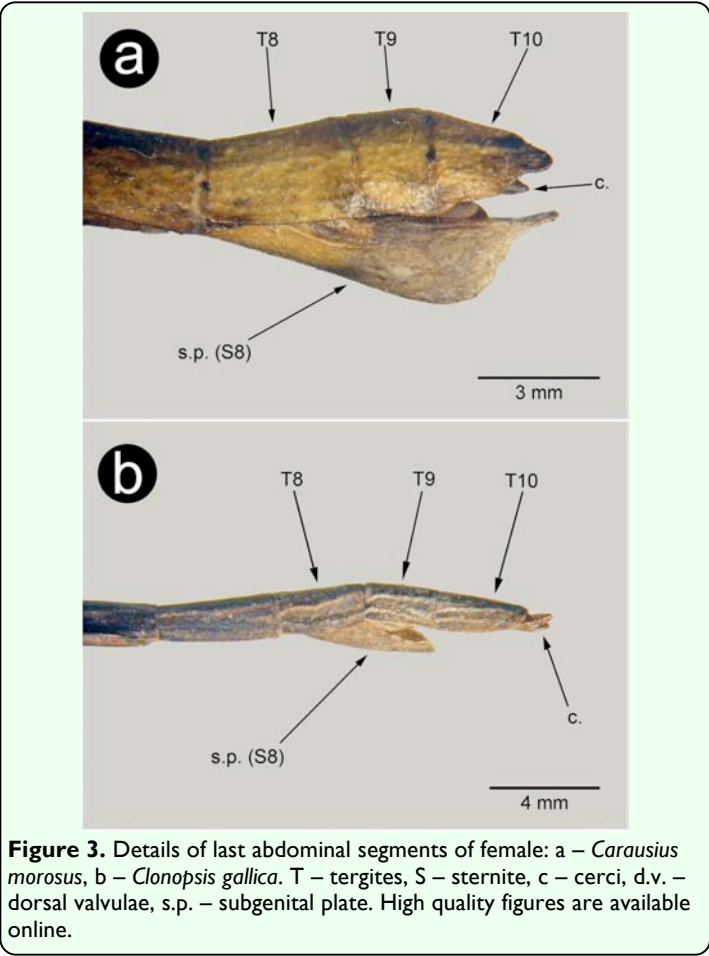 a
T8 T9 T10
c.
s.p. (S8)
3 mm
b
T8 T9 T10
c.
s.p. (S8)
4 mm
Figure 3. Details of last abdominal segments of female: a – Carausius
morosus, b – Clonopsis gallica. T – tergites, S – sternite, c – cerci, d.v. –
dorsal valvulae, s.p. – subgenital plate. High quality figures are available
online.